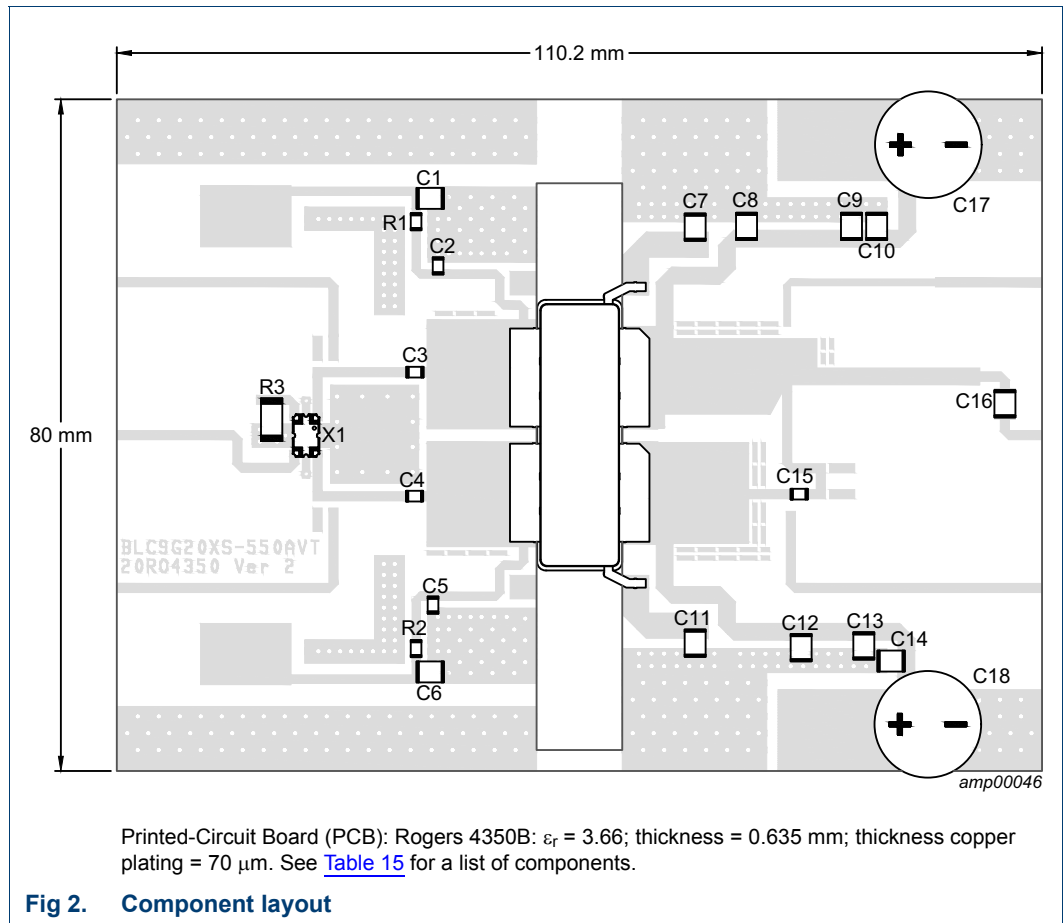 110.2 mm
80 mm
C1
R1
C2
C7
C8
C9
C10
C17
+ −
C3
R3
X1
C16
C4
C15
BLC9G20XS-550AVT
20RO4350 Ver 2
C5
R2
C6
C11
C12
C13
C14
C18
+ −
amp00046
Printed-Circuit Board (PCB): Rogers 4350B: εr = 3.66; thickness = 0.635 mm; thickness copper
plating = 70 μm. See Table 15 for a list of components.
Fig 2. Component layout